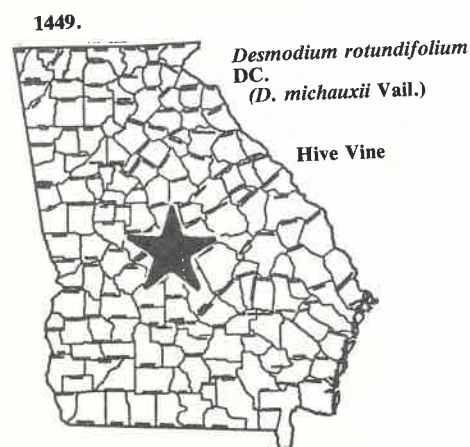 1449.
Desmodium rotundifolium
DC.
(D. michauxii Vail.)
Hive Vine